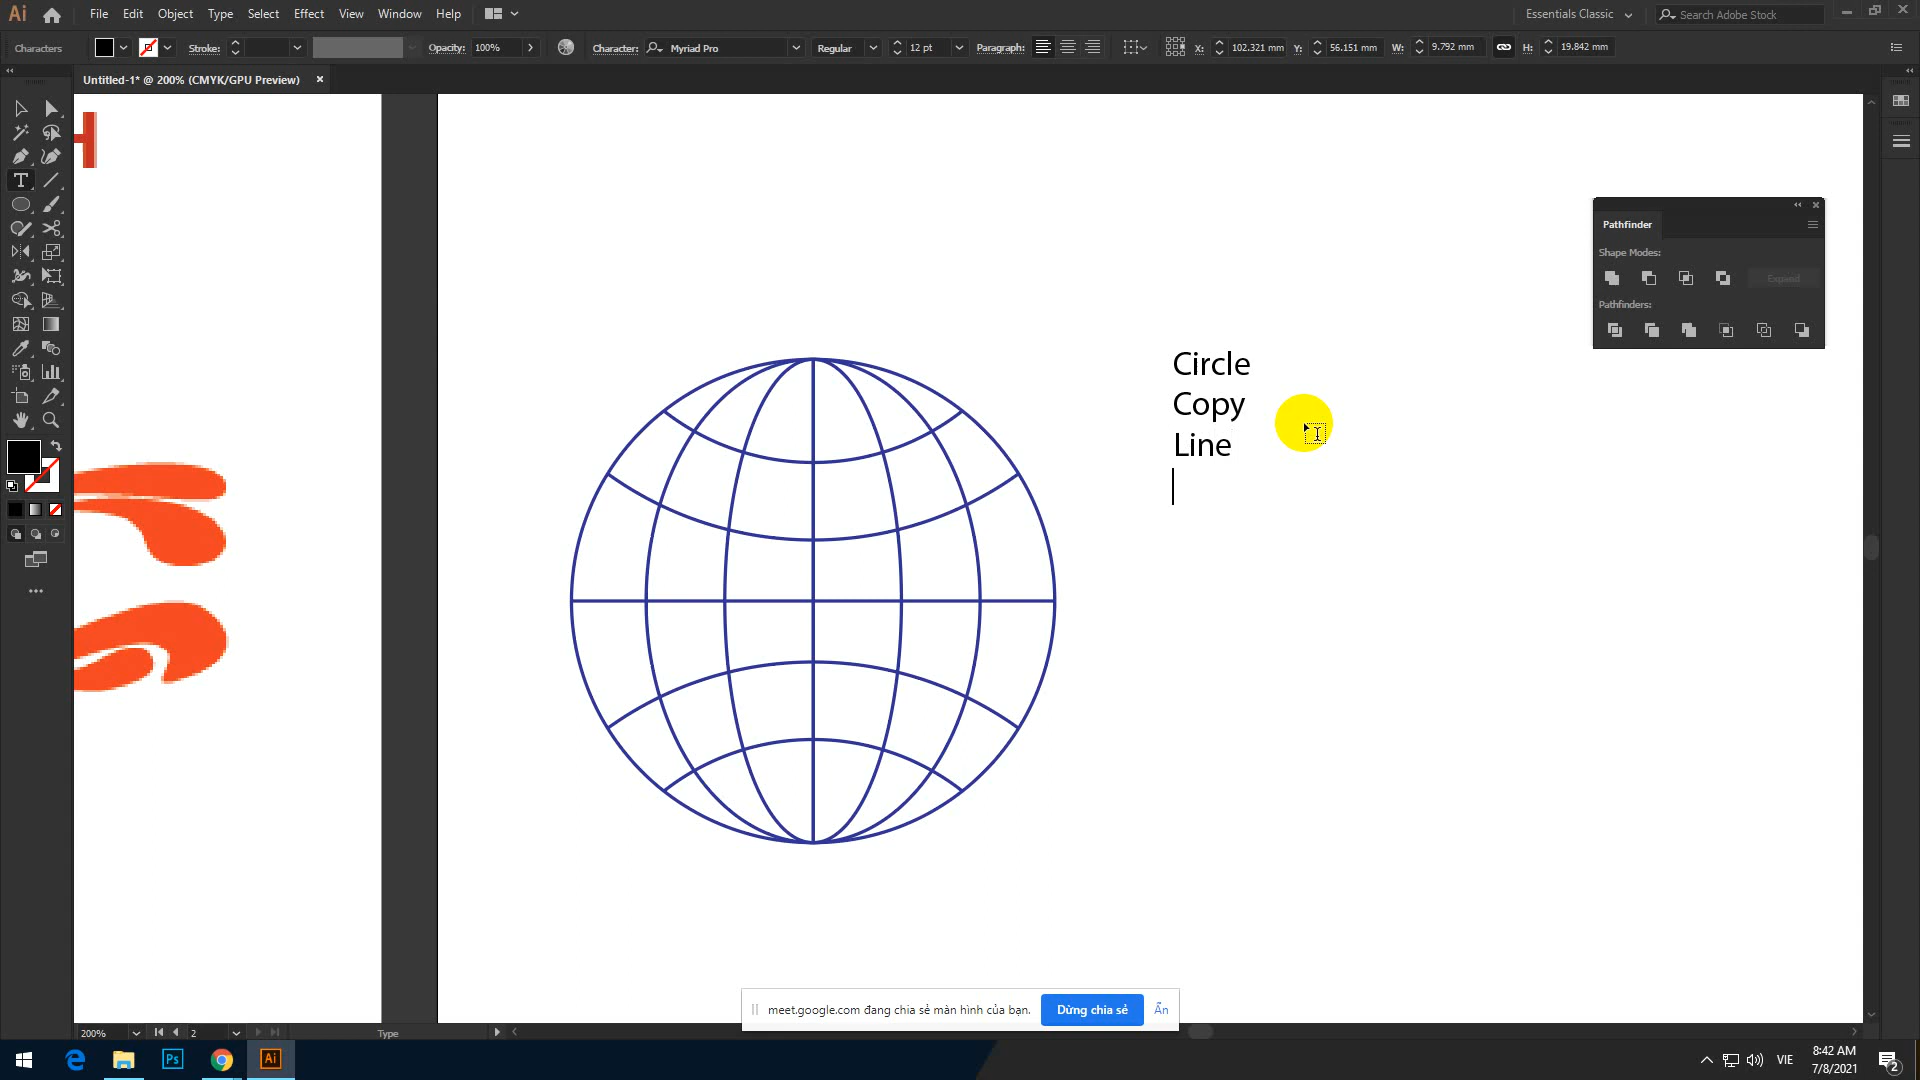 Ai File Edit Object Type Select Effect View Window Help Essentials Classic Search Adobe Stock
Characters Stroke: Opacity: 100% Character: Myriad Pro Regular 12 pt Paragraph: X: 102.321 mm Y: 56.151 mm W: 9.792 mm H: 19.842 mm
Untitled-1* @ 200% (CMYK/GPU Preview)
Pathfinder
Shape Modes:
Expand
Pathfinders:
Circle
Copy
Line
meet.google.com đang chia sẻ màn hình của bạn. Dừng chia sẻ Ẩn
200% 2 Type
Ps Ai VIE 8:42 AM
7/8/2021 2